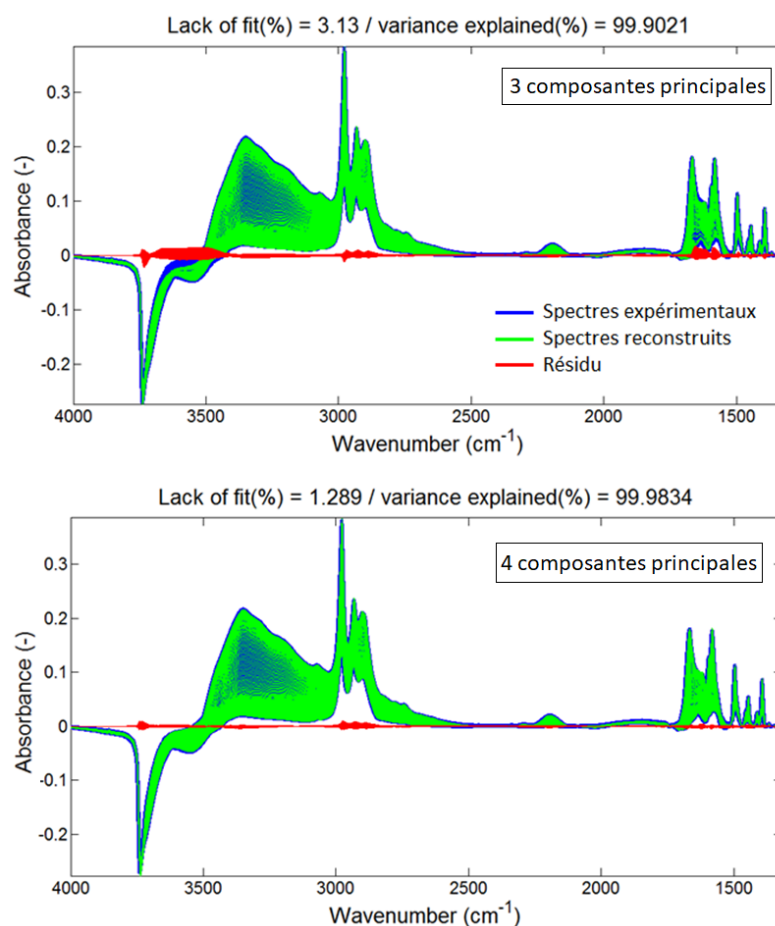 Lack of fit(%) = 3.13 / variance explained(%) = 99.9021
3 composantes principales
0.3
0.2
0.1
0
-0.1
-0.2
Absorbance (-)
Spectres expérimentaux
Spectres reconstruits
Résidu
4000 3500 3000 2500 2000 1500
Wavenumber (cm⁻¹)
Lack of fit(%) = 1.289 / variance explained(%) = 99.9834
4 composantes principales
0.3
0.2
0.1
0
-0.1
-0.2
Absorbance (-)
4000 3500 3000 2500 2000 1500
Wavenumber (cm⁻¹)